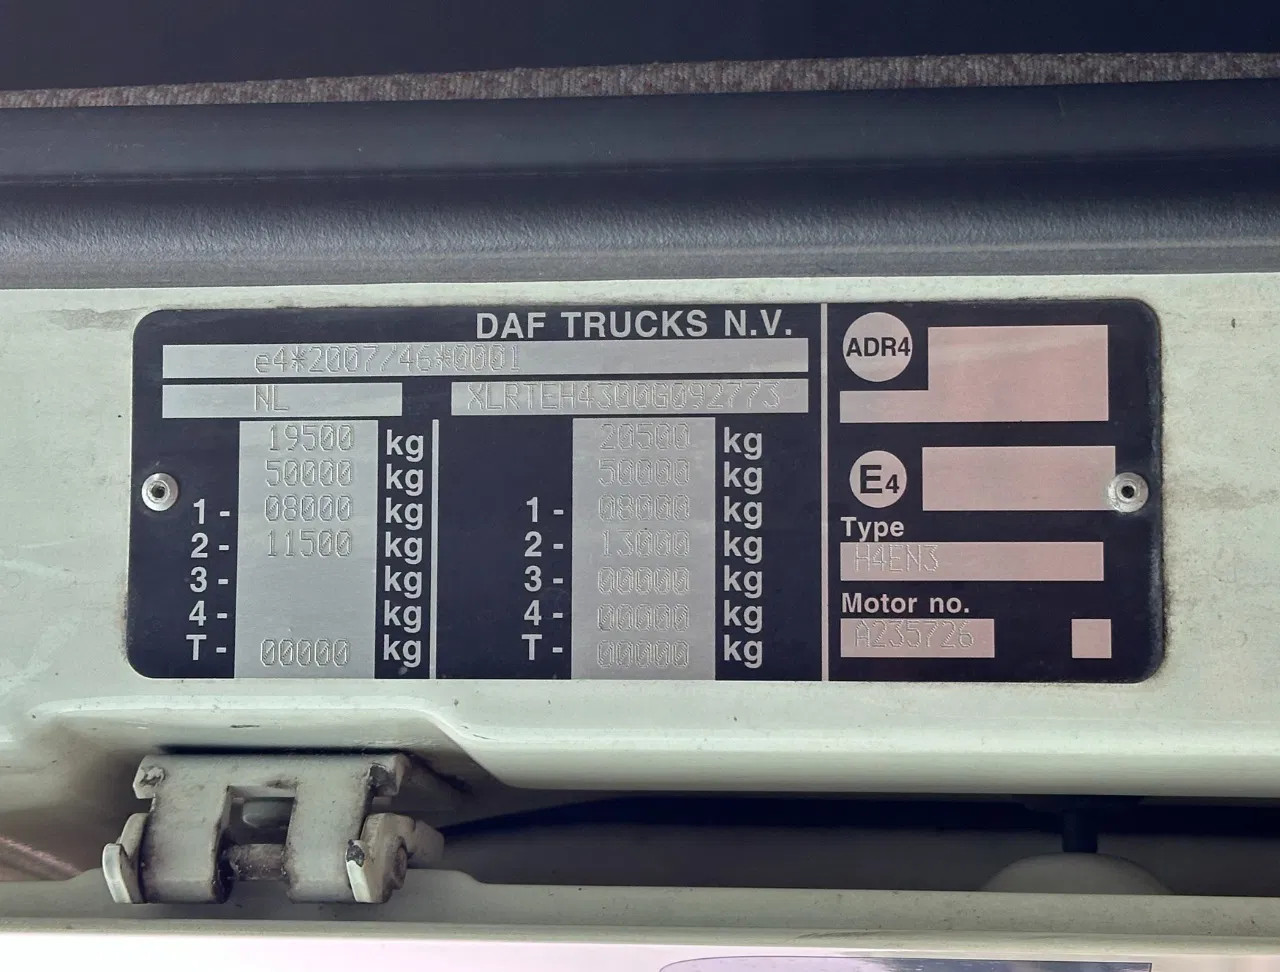 DAF TRUCKS N.V.
e4*2007/46*0001
NL XLRTEH4300G092773
19500 kg 20500 kg
50000 kg 50000 kg
1- 08000 kg 1- 08000 kg
2- 11500 kg 2- 13000 kg
3- kg 3- 00000 kg
4- kg 4- 00000 kg
T- 00000 kg T- 00000 kg
ADR4
E4
Type
H4EN3
Motor no.
A235726